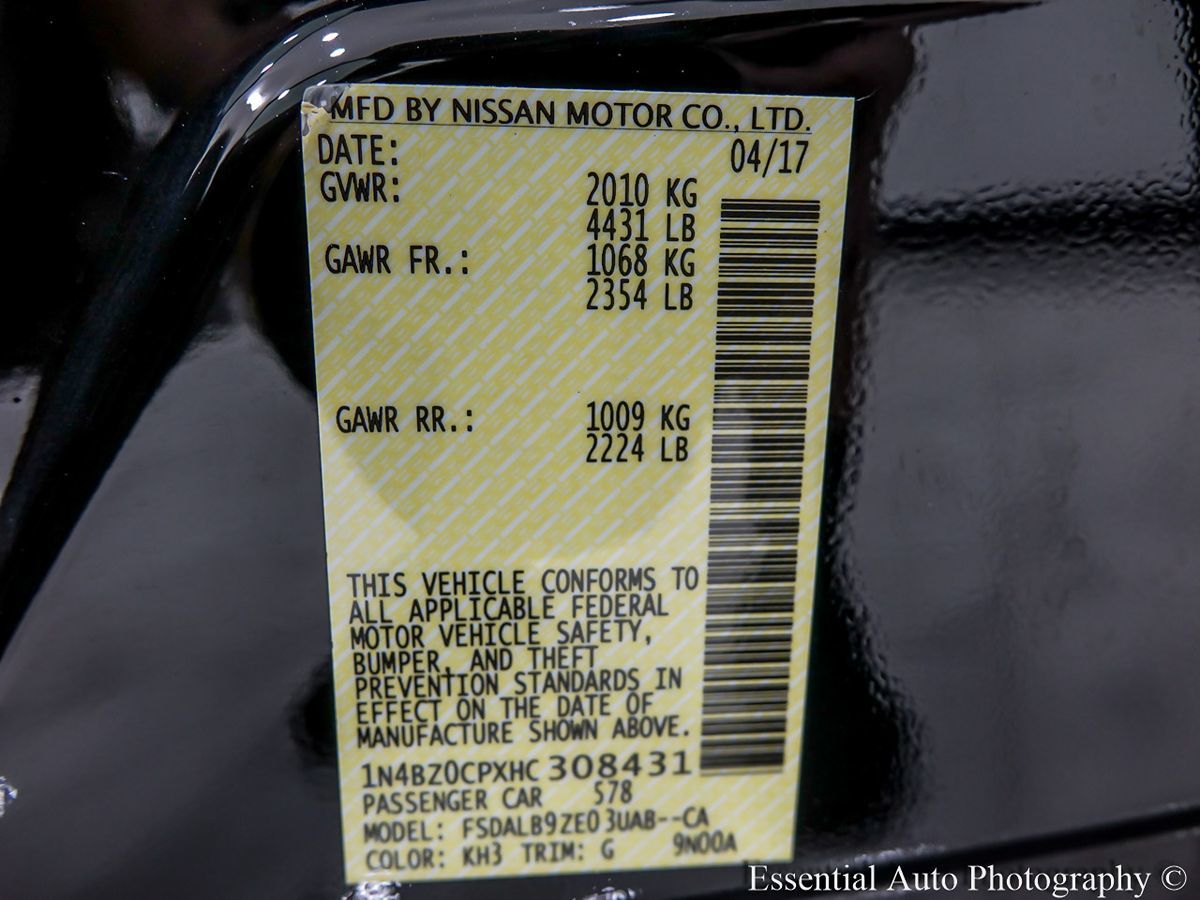 MFD BY NISSAN MOTOR CO., LTD.
DATE: 04/17
GVWR: 2010 KG
4431 LB
GAWR FR.: 1068 KG
2354 LB
GAWR RR.: 1009 KG
2224 LB
THIS VEHICLE CONFORMS TO
ALL APPLICABLE FEDERAL
MOTOR VEHICLE SAFETY,
BUMPER, AND THEFT
PREVENTION STANDARDS IN
EFFECT ON THE DATE OF
MANUFACTURE SHOWN ABOVE.
1N4BZ0CPXHC 308431
PASSENGER CAR 578
MODEL: FSDALB9ZE03UAB--CA
COLOR: KH3 TRIM: G 9N00A
Essential Auto Photography ©